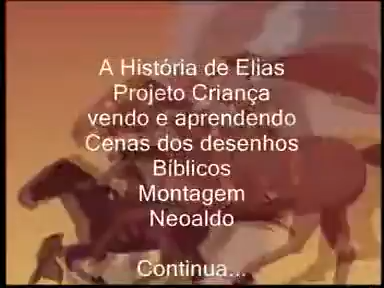 A História de Elias
Projeto Criança
vendo e aprendendo
Cenas dos desenhos
Bíblicos
Montagem
Neoaldo
Continua...